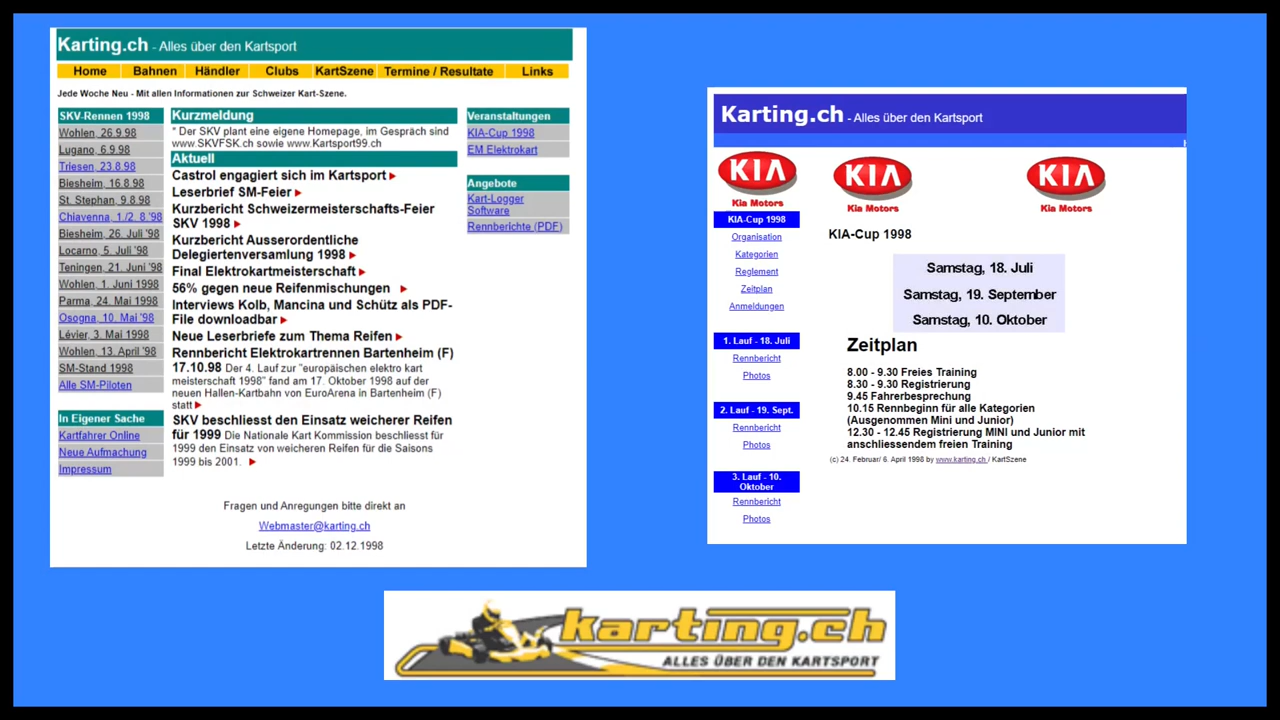 Karting.ch - Alles über den Kartsport
Home Bahnen Händler Clubs KartSzene Termine / Resultate Links
Jede Woche Neu - Mit allen Informationen zur Schweizer Kart-Szene.
SKV-Rennen 1998
Wohlen, 26.9.98
Lugano, 6.9.98
Triesen, 23.8.98
Biesheim, 16.8.98
St. Stephan, 9.8.98
Chiavenna, 1./2. 8.'98
Biesheim, 26. Juli '98
Locarno, 5. Juli '98
Teningen, 21. Juni '98
Wohlen, 1. Juni 1998
Parma, 24. Mai 1998
Osogna, 10. Mai '98
Lévier, 3. Mai 1998
Wohlen, 13. April '98
SM-Stand 1998
Alle SM-Piloten
In Eigener Sache
Kartfahrer Online
Neue Aufmachung
Impressum
Kurzmeldung
* Der SKV plant eine eigene Homepage, im Gespräch sind
www.SKVFSK.ch sowie www.Kartsport99.ch
Aktuell
Castrol engagiert sich im Kartsport
Leserbrief SM-Feier
Kurzbericht Schweizermeisterschafts-Feier
SKV 1998
Kurzbericht Ausserordentliche
Delegiertenversamlung 1998
Final Elektrokartmeisterschaft
56% gegen neue Reifenmischungen
Interviews Kolb, Mancina und Schütz als PDF-
File downloadbar
Neue Leserbriefe zum Thema Reifen
Rennbericht Elektrokartrennen Bartenheim (F)
17.10.98 Der 4. Lauf zur "europäischen elektro kart
meisterschaft 1998" fand am 17. Oktober 1998 auf der
neuen Hallen-Kartbahn von EuroArena in Bartenheim (F)
statt
SKV beschliesst den Einsatz weicherer Reifen
für 1999 Die Nationale Kart Kommission beschliesst für
1999 den Einsatz von weicheren Reifen für die Saisons
1999 bis 2001.
Veranstaltungen
KIA-Cup 1998
EM Elektrokart
Angebote
Kart-Logger
Software
Rennberichte (PDF)
Fragen und Anregungen bitte direkt an
Webmaster@karting.ch
Letzte Änderung: 02.12.1998
Karting.ch - Alles über den Kartsport
KIA KIA KIA
Kia Motors Kia Motors Kia Motors
KIA-Cup 1998
Organisation
Kategorien
Reglement
Zeitplan
Anmeldungen
1. Lauf - 18. Juli
Rennbericht
Photos
2. Lauf - 19. Sept.
Rennbericht
Photos
3. Lauf - 10.
Oktober
Rennbericht
Photos
KIA-Cup 1998
Samstag, 18. Juli
Samstag, 19. September
Samstag, 10. Oktober
Zeitplan
8.00 - 9.30 Freies Training
8.30 - 9.30 Registrierung
9.45 Fahrerbesprechung
10.15 Rennbeginn für alle Kategorien
(Ausgenommen Mini und Junior)
12.30 - 12.45 Registrierung MINI und Junior mit
anschliessendem freien Training
(c) 24. Februar/ 6. April 1998 by www.karting.ch / KartSzene
karting.ch
ALLES ÜBER DEN KARTSPORT